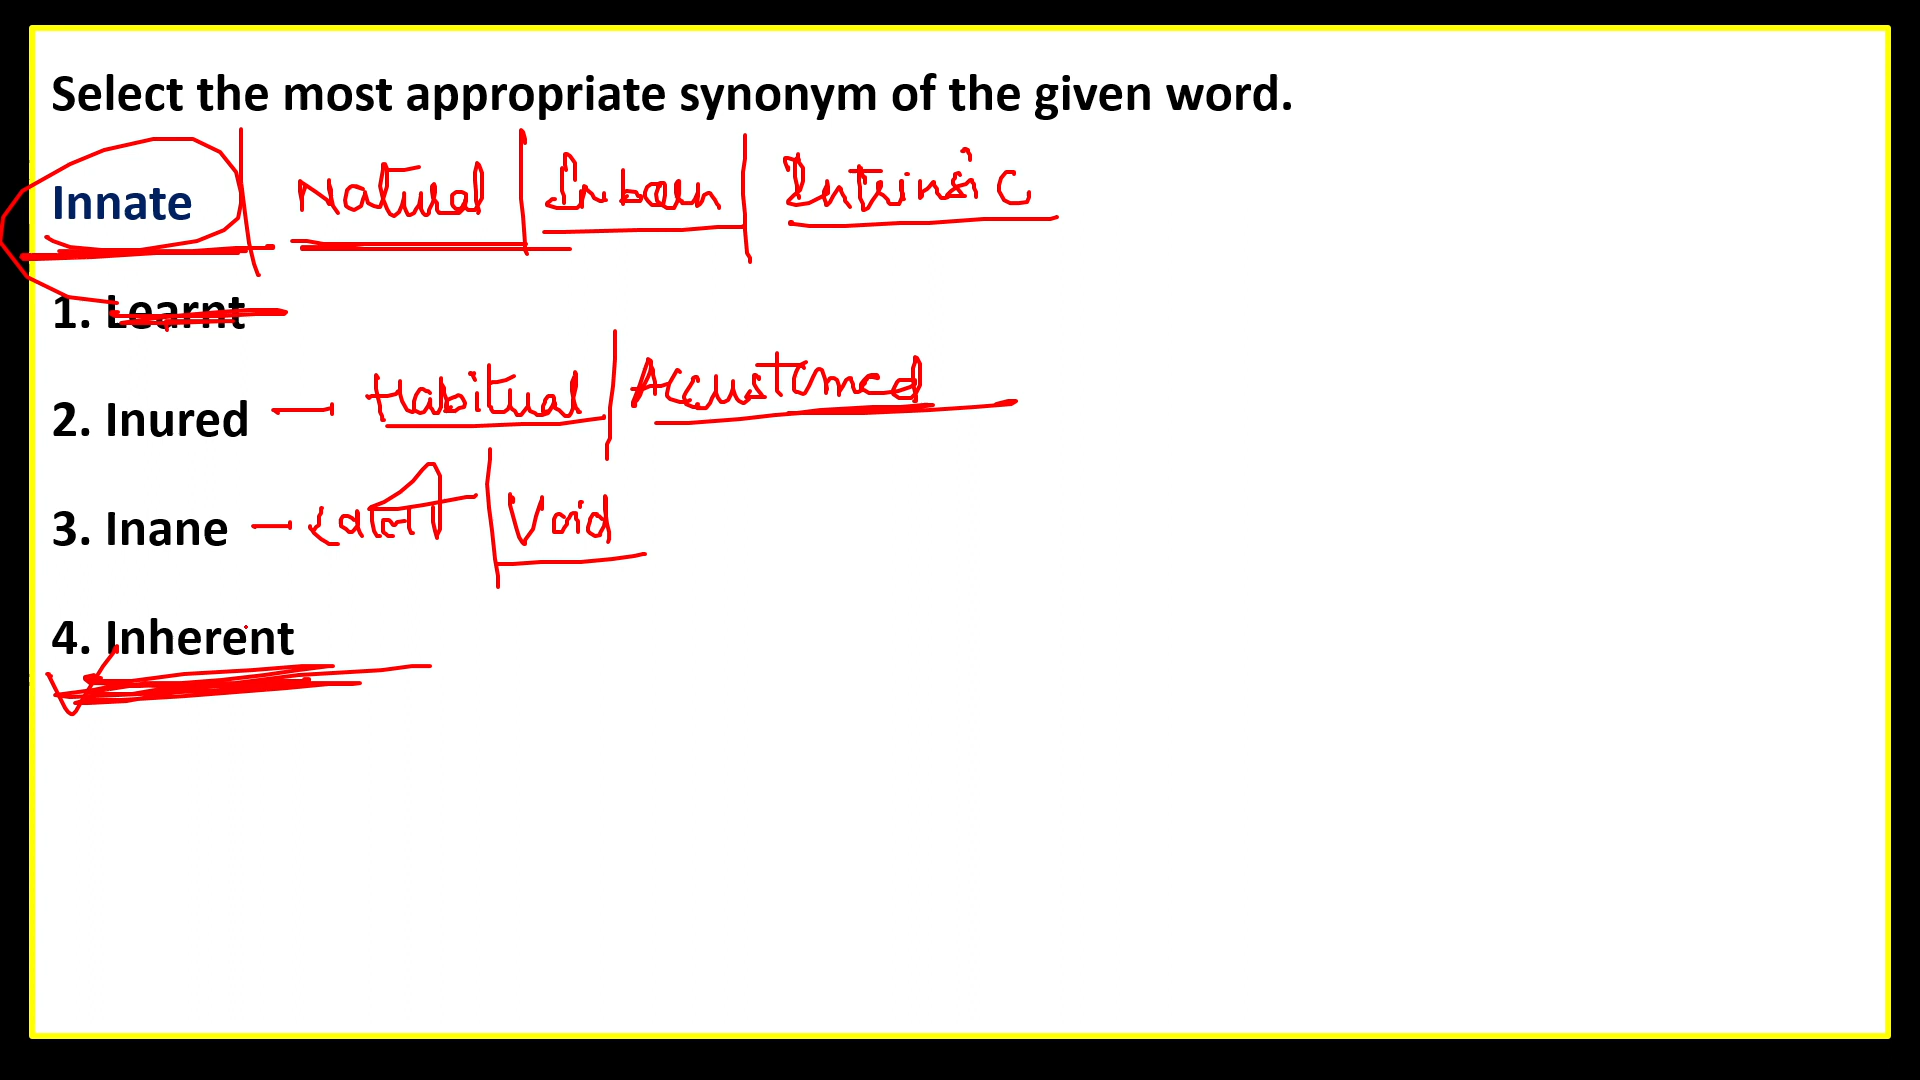 Select the most appropriate synonym of the given word.
Innate Natural Inborn Intrinsic
1. Learnt
2. Inured Habitual Accustomed
3. Inane Void
4. Inherent